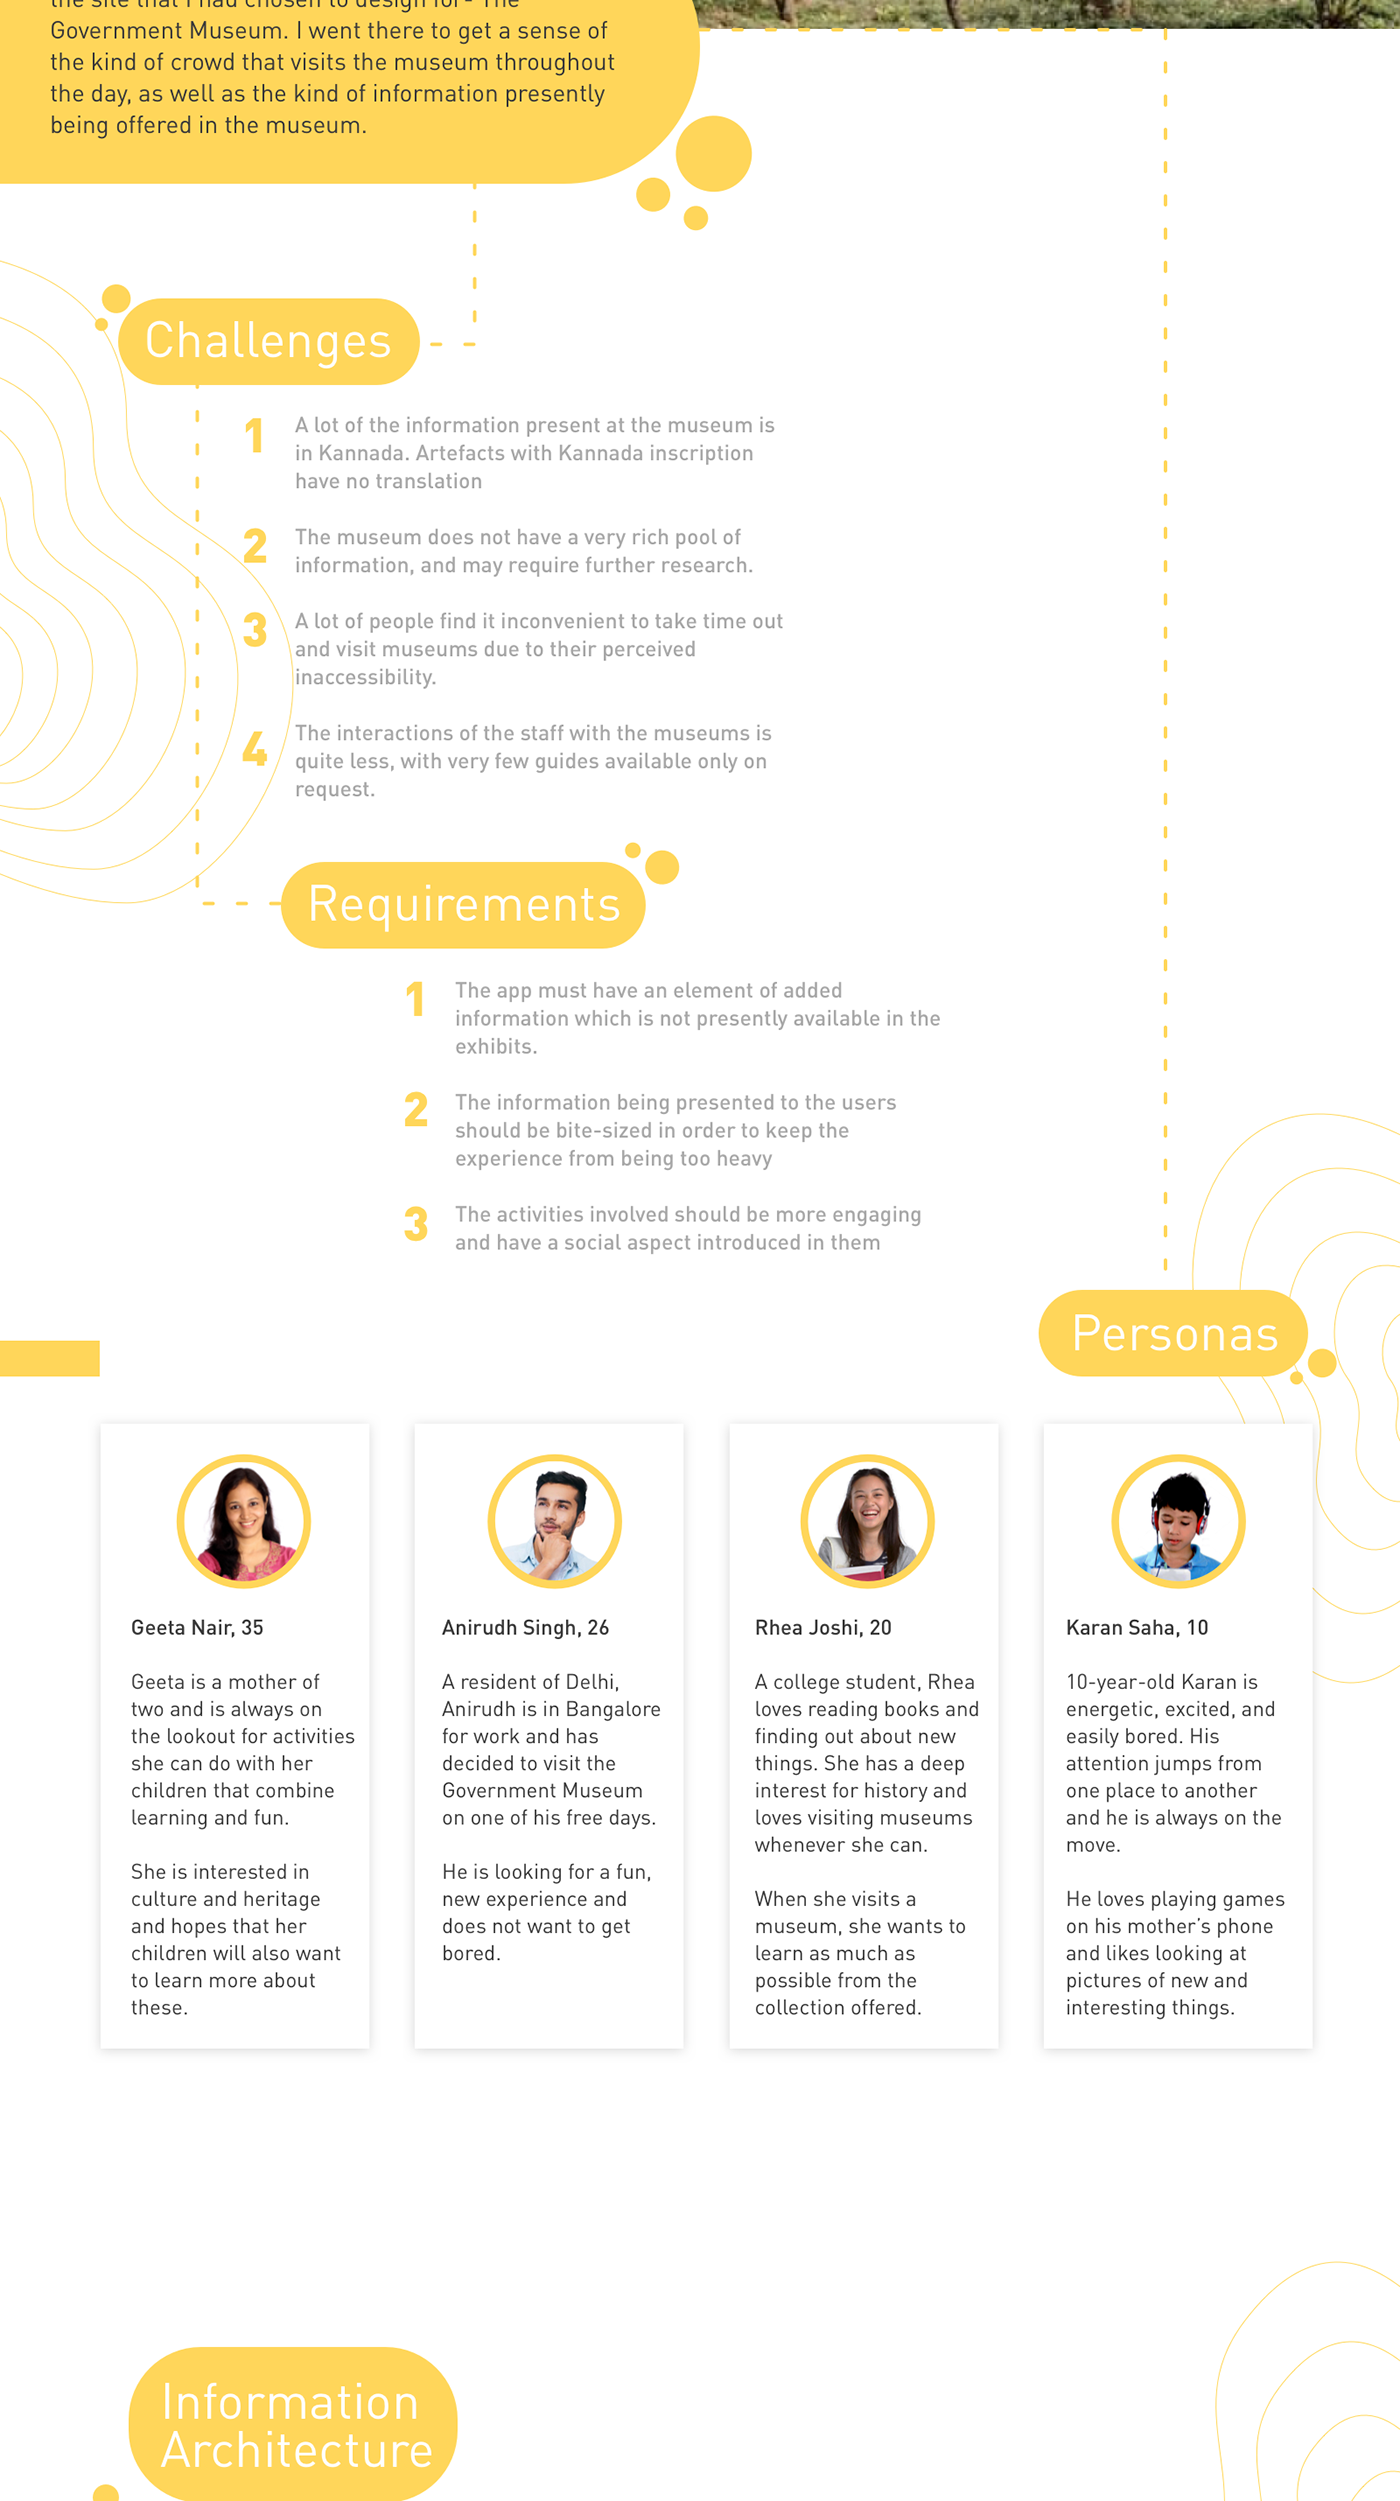 the site that I had chosen to design for- The
Government Museum. I went there to get a sense of
the kind of crowd that visits the museum throughout
the day, as well as the kind of information presently
being offered in the museum.
Challenges
1
A lot of the information present at the museum is
in Kannada. Artefacts with Kannada inscription
have no translation
2
The museum does not have a very rich pool of
information, and may require further research.
3
A lot of people find it inconvenient to take time out
and visit museums due to their perceived
inaccessibility.
4
The interactions of the staff with the museums is
quite less, with very few guides available only on
request.
Requirements
1
The app must have an element of added
information which is not presently available in the
exhibits.
2
The information being presented to the users
should be bite-sized in order to keep the
experience from being too heavy
3
The activities involved should be more engaging
and have a social aspect introduced in them
Personas
Geeta Nair, 35
Geeta is a mother of
two and is always on
the lookout for activities
she can do with her
children that combine
learning and fun.
She is interested in
culture and heritage
and hopes that her
children will also want
to learn more about
these.
Anirudh Singh, 26
A resident of Delhi,
Anirudh is in Bangalore
for work and has
decided to visit the
Government Museum
on one of his free days.
He is looking for a fun,
new experience and
does not want to get
bored.
Rhea Joshi, 20
A college student, Rhea
loves reading books and
finding out about new
things. She has a deep
interest for history and
loves visiting museums
whenever she can.
When she visits a
museum, she wants to
learn as much as
possible from the
collection offered.
Karan Saha, 10
10-year-old Karan is
energetic, excited, and
easily bored. His
attention jumps from
one place to another
and he is always on the
move.
He loves playing games
on his mother's phone
and likes looking at
pictures of new and
interesting things.
Information
Architecture